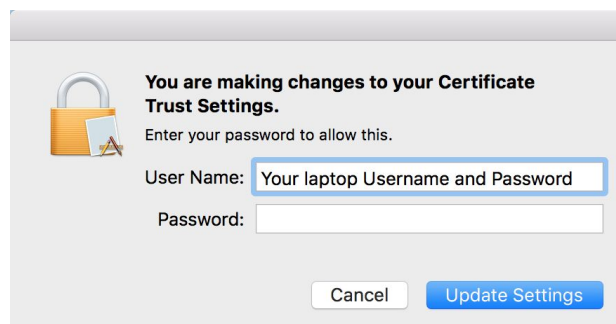 You are making changes to your Certificate
Trust Settings.
Enter your password to allow this.
User Name: Your laptop Username and Password
Password:
Cancel Update Settings